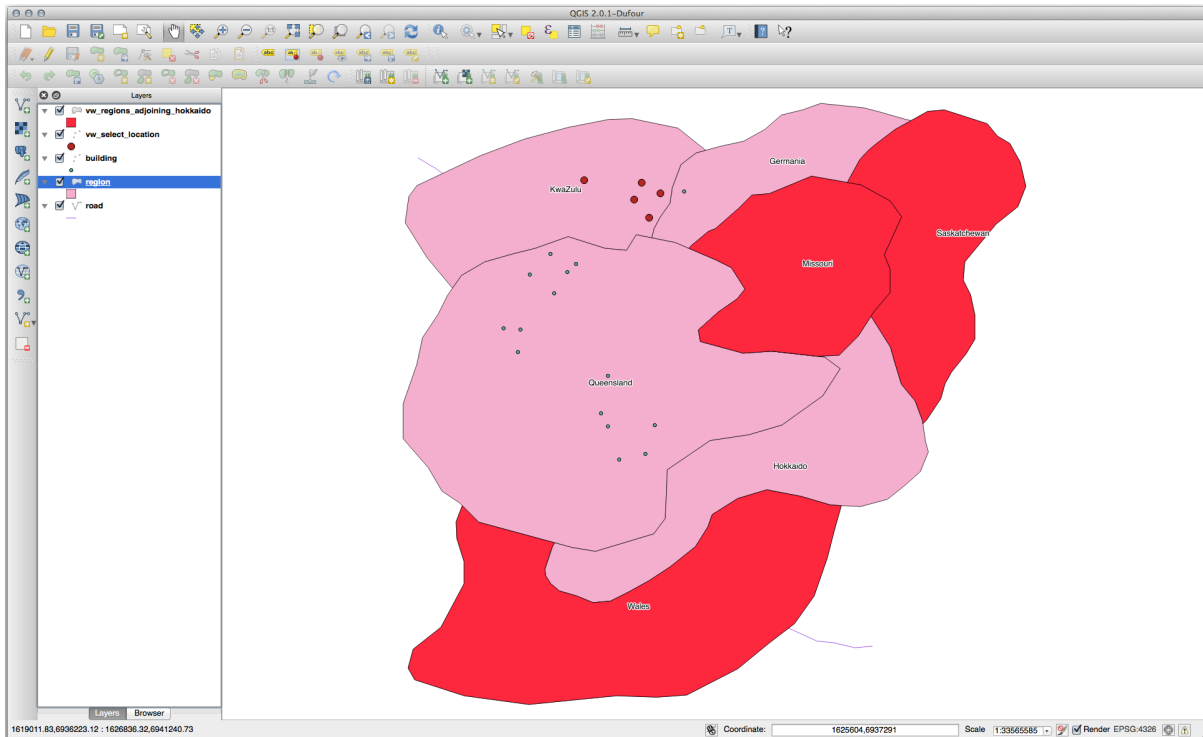 QGIS 2.0.1-Dufour
Layers
vw_regions_adjoining_hokkaido
vw_select_location
building
region
road
Germania
KwaZulu
Saskatchewan
Missouri
Queensland
Hokkaido
Wales
Layers Browser
1619011.83,6936223.12 : 1626836.32,6941240.73 Coordinate: 1625604,6937291 Scale 1:33565585 Render EPSG:4326